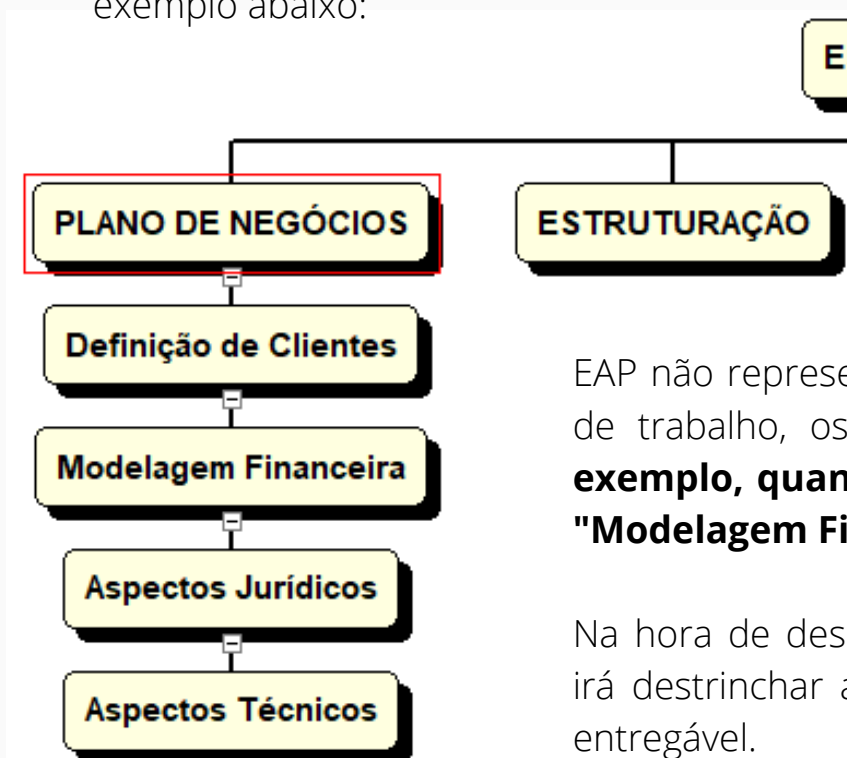 exemplo abaixo:
E
PLANO DE NEGÓCIOS
ESTRUTURAÇÃO
Definição de Clientes
Modelagem Financeira
Aspectos Jurídicos
Aspectos Técnicos
EAP não represe
de trabalho, os
exemplo, quan
"Modelagem Fi
Na hora de des
irá destrinchar a
entregável.